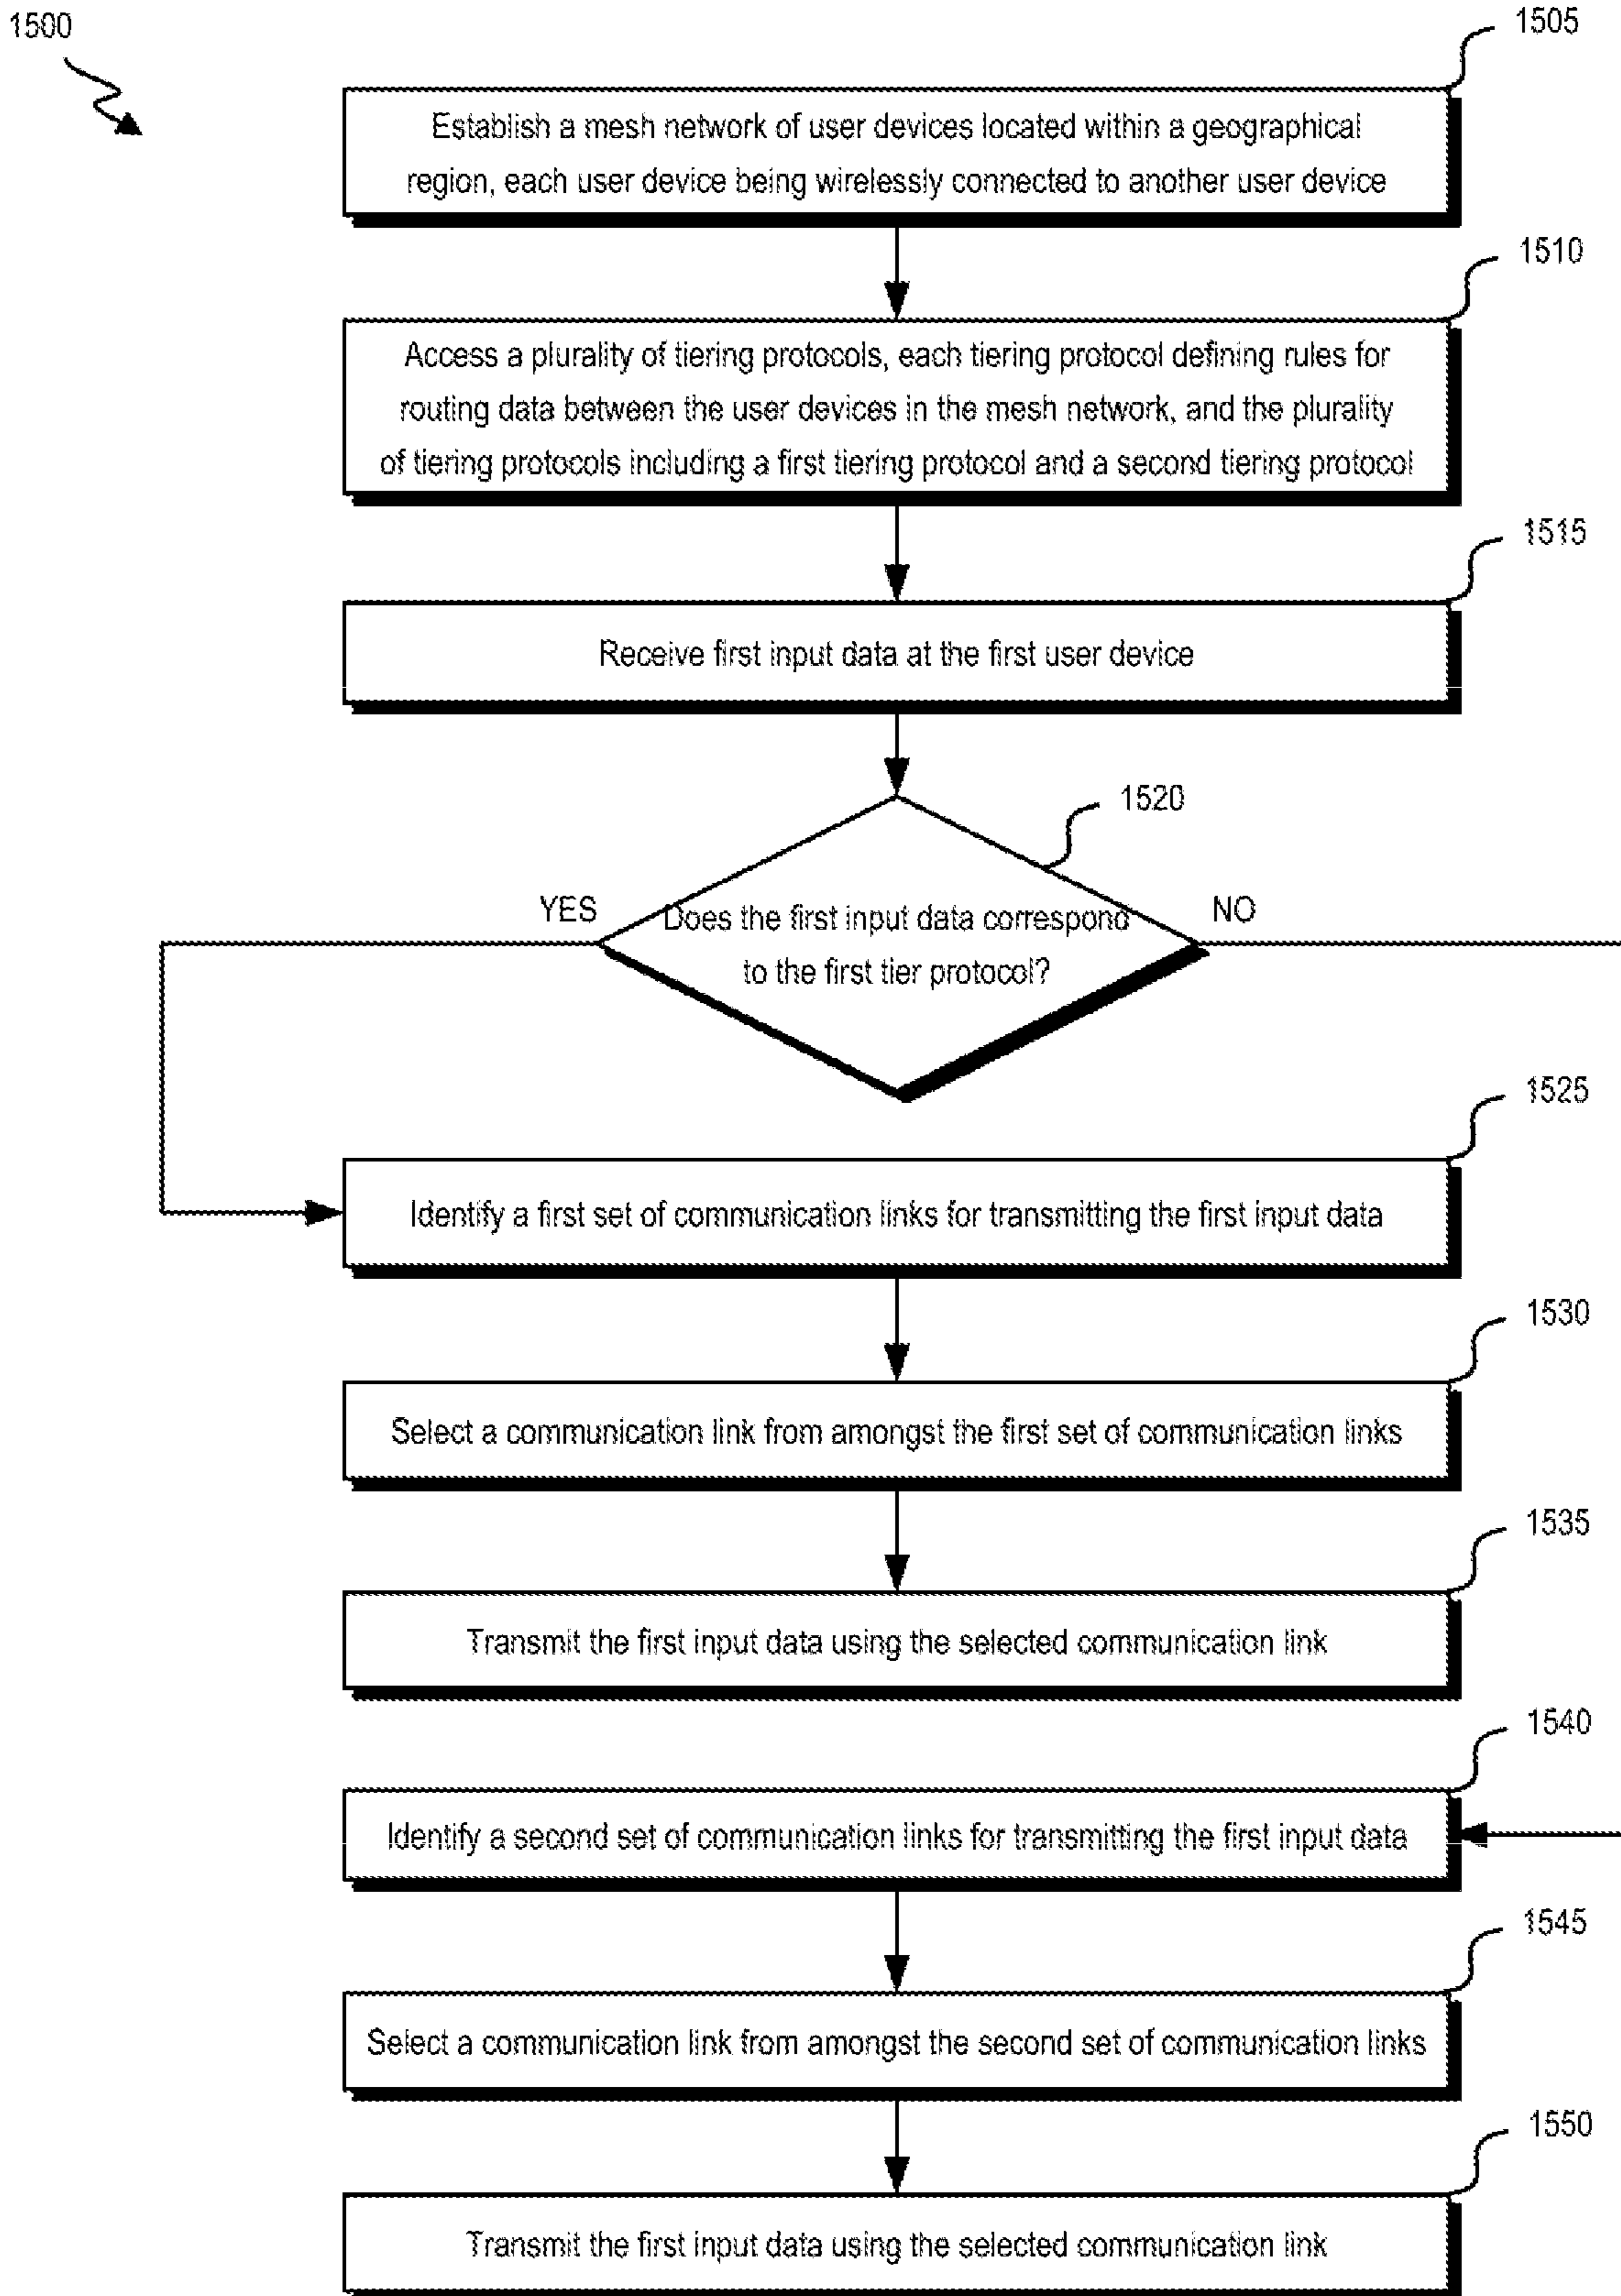 1500
1505
Establish a mesh network of user devices located within a geographical
region, each user device being wirelessly connected to another user device
1510
Access a plurality of tiering protocols, each tiering protocol defining rules for
routing data between the user devices in the mesh network, and the plurality
of tiering protocols including a first tiering protocol and a second tiering protocol
1515
Receive first input data at the first user device
1520
YES
NO
Does the first input data correspond
to the first tier protocol?
1525
Identify a first set of communication links for transmitting the first input data
1530
Select a communication link from amongst the first set of communication links
1535
Transmit the first input data using the selected communication link
1540
Identify a second set of communication links for transmitting the first input data
1545
Select a communication link from amongst the second set of communication links
1550
Transmit the first input data using the selected communication link